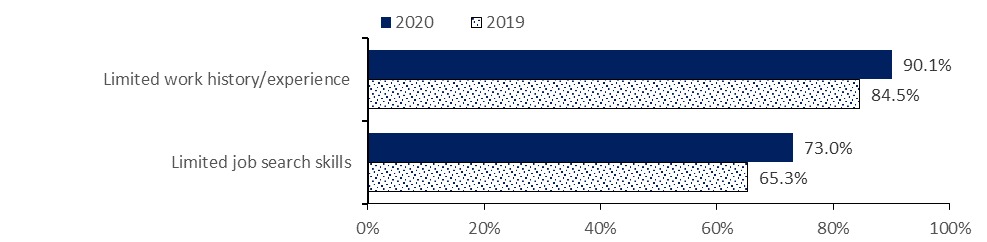 2020 2019
Limited work history/experience 90.1%
84.5%
Limited job search skills 73.0%
65.3%
0% 20% 40% 60% 80% 100%